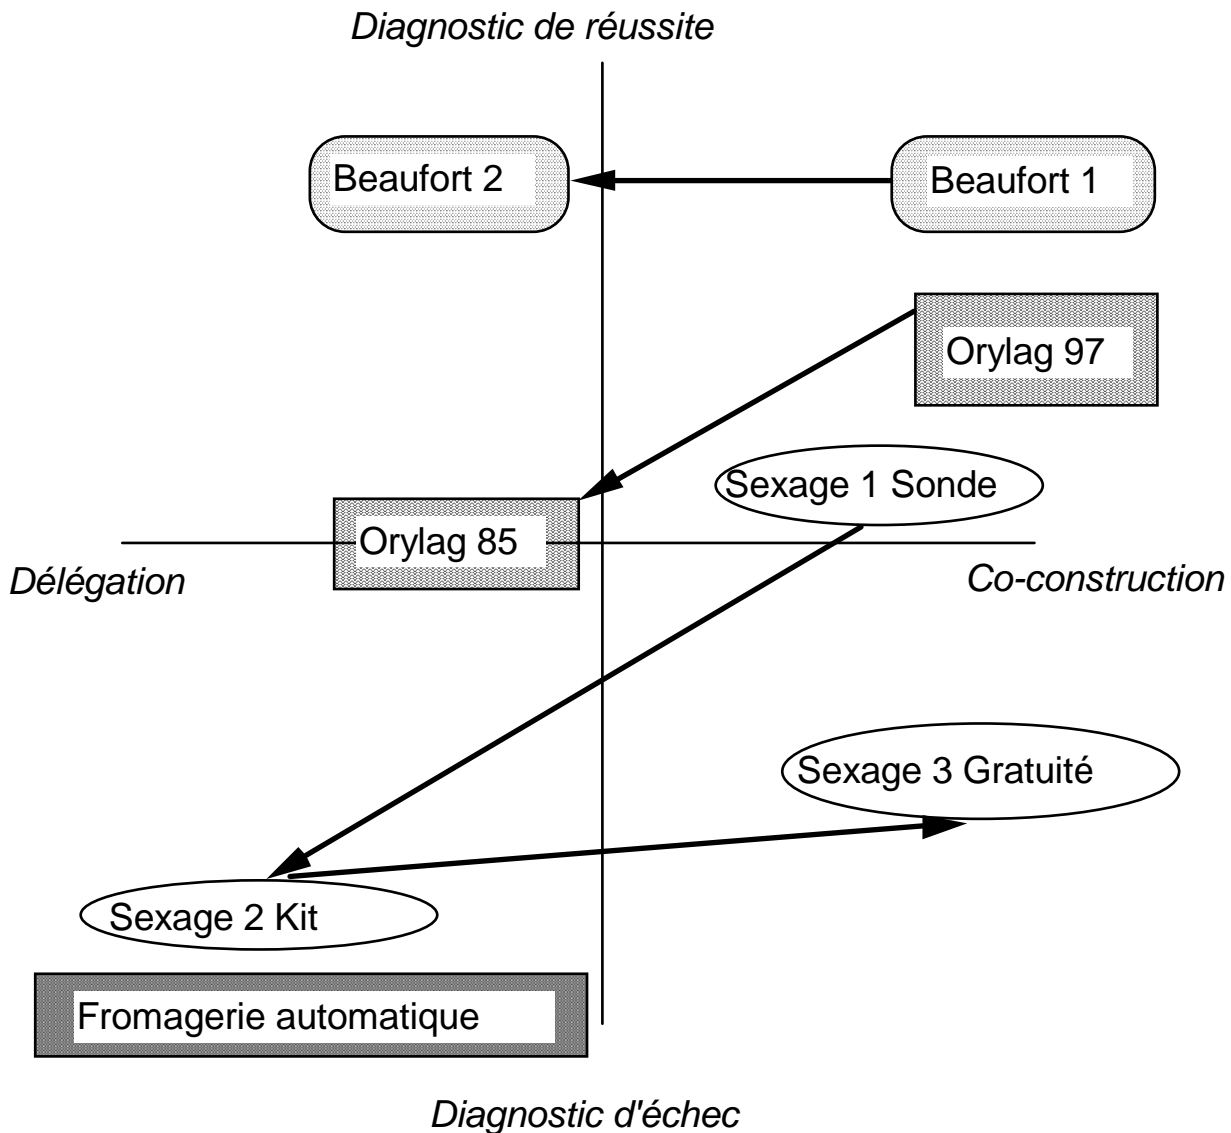 Diagnostic de réussite
Beaufort 2
Beaufort 1
Orylag 97
Sexage 1 Sonde
Orylag 85
Délégation
Co-construction
Sexage 3 Gratuité
Sexage 2 Kit
Fromagerie automatique
Diagnostic d'échec